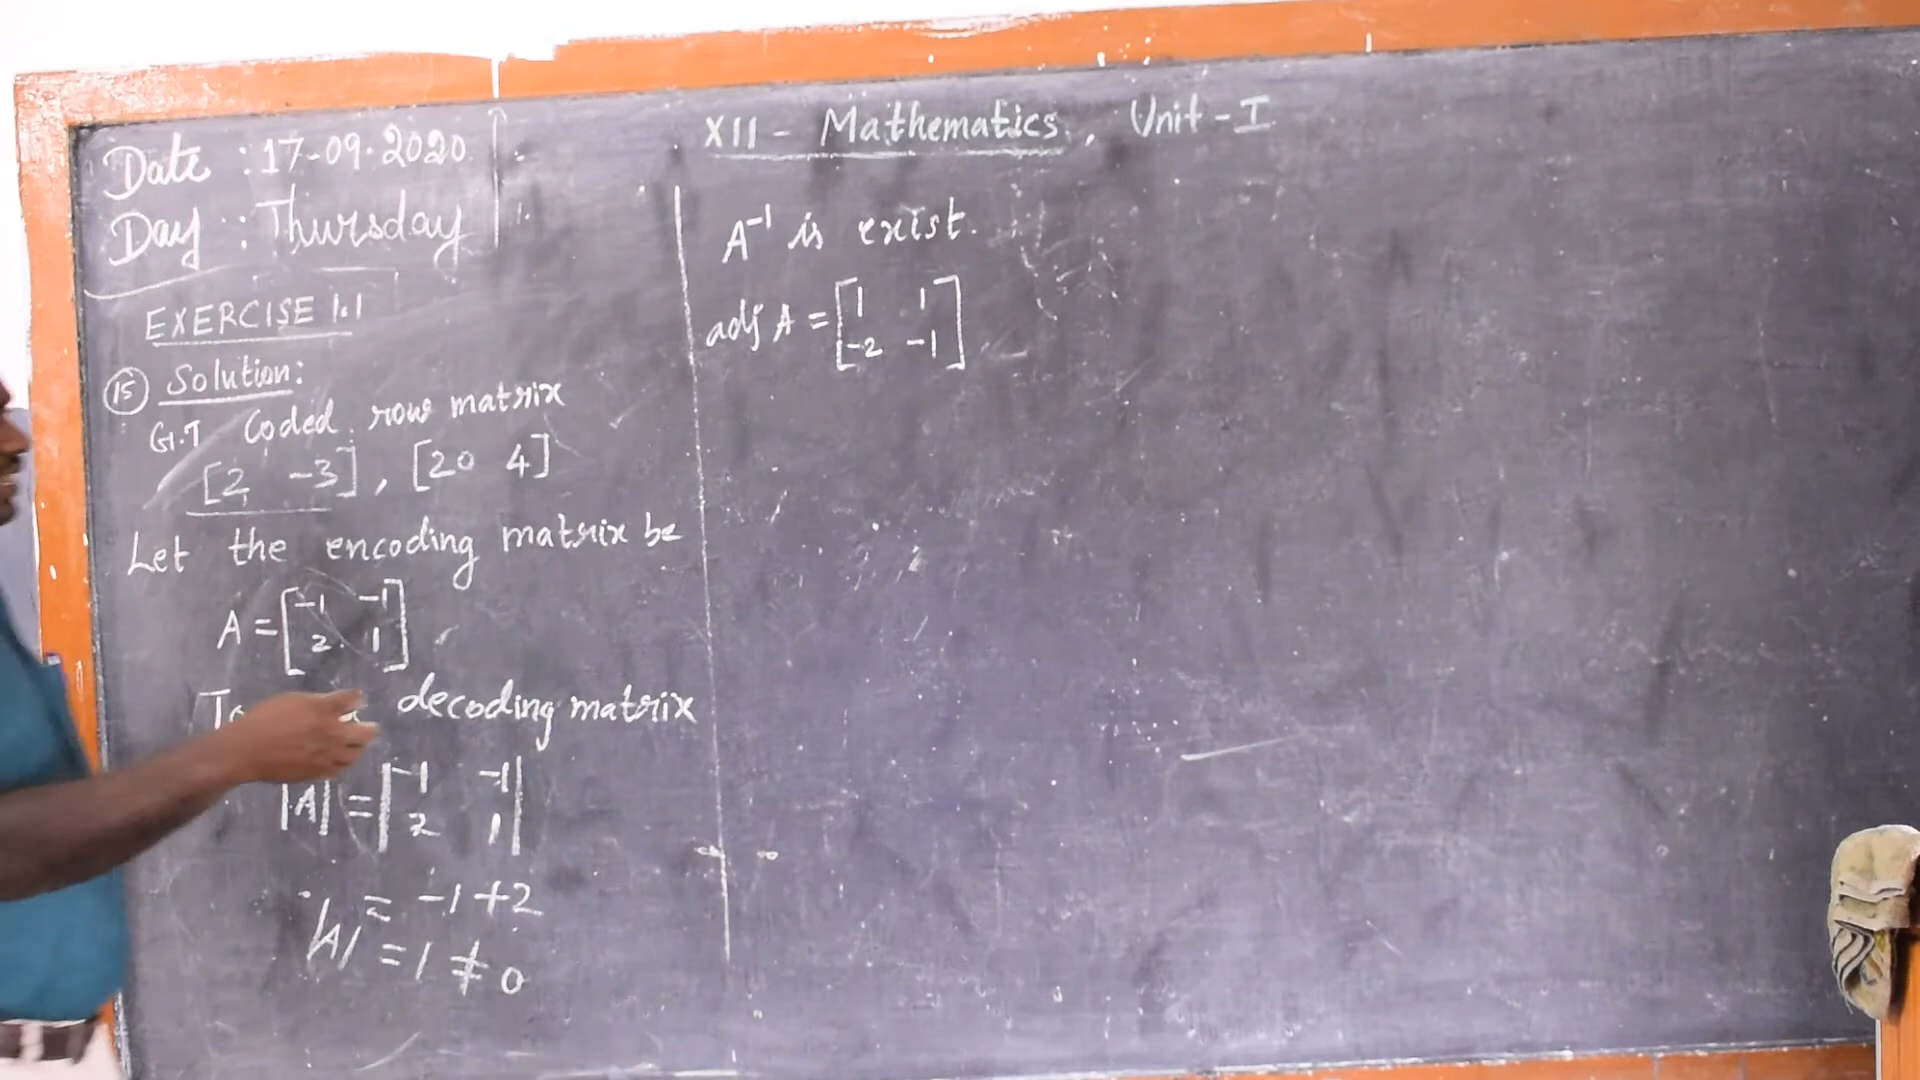 XII - Mathematics, Unit - I
Date : 17-09-2020
Day : Thursday
EXERCISE 1.1
15 Solution:
G.T Coded row matrix
[2 -3], [20 4]
Let the encoding matrix be
A = [-1 -1
2 1]
decoding matrix
|A| = |-1 -1
2 1|
= -1+2
|A| = 1 ≠ 0
A⁻¹ is exist.
adj A = [1 1
-2 -1]